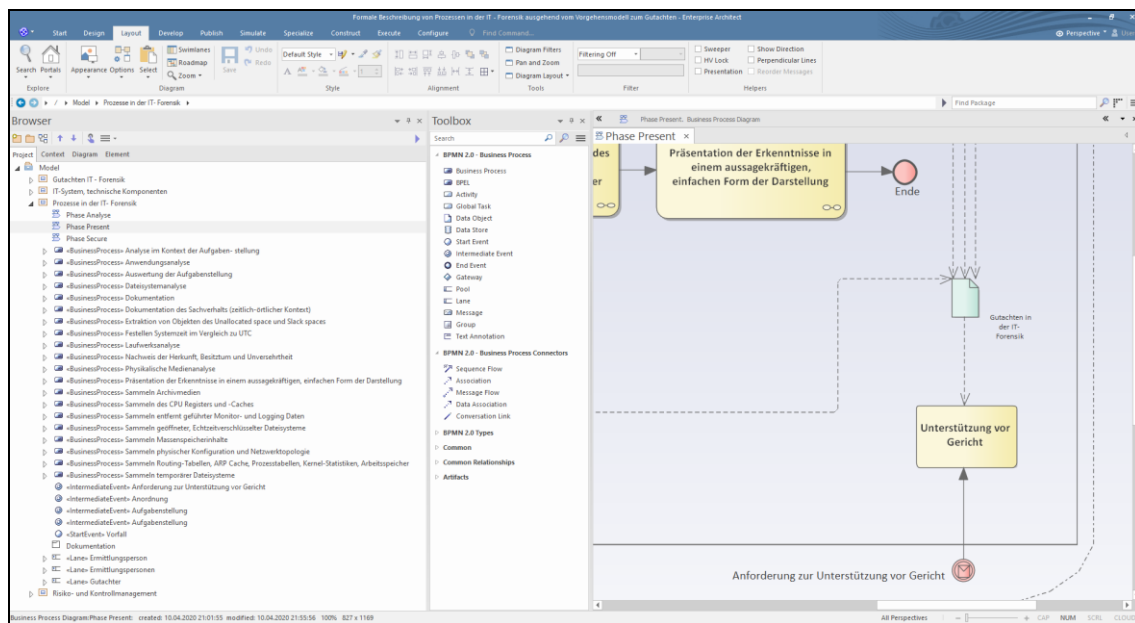 Formale Beschreibung von Prozessen in der IT - Forensik ausgehend vom Vorgehensmodell zum Gutachten - Enterprise Architect
Start Design Layout Develop Publish Simulate Specialize Construct Execute Configure Find Command... Perspective User
Search Portals Appearance Options Select Swimlanes Roadmap Zoom Save Undo Redo Default Style Diagram Filters Pan and Zoom Diagram Layout Filtering Off Sweeper HV Lock Presentation Show Direction Perpendicular Lines Reorder Messages
Explore Diagram Style Alignment Tools Filter Helpers
Model Prozesse in der IT- Forensik Find Package
Browser
Project Context Diagram Element
Model
Gutachten IT - Forensik
IT-System, technische Komponenten
Prozesse in der IT- Forensik
Phase Analyse
Phase Present
Phase Secure
«BusinessProcess» Analyse im Kontext der Aufgaben- stellung
«BusinessProcess» Anwendungsanalyse
«BusinessProcess» Auswertung der Aufgabenstellung
«BusinessProcess» Dateisystemanalyse
«BusinessProcess» Dokumentation
«BusinessProcess» Dokumentation des Sachverhalts (zeitlich-örtlicher Kontext)
«BusinessProcess» Extraktion von Objekten des Unallocated space und Slack spaces
«BusinessProcess» Festellen Systemzeit im Vergleich zu UTC
«BusinessProcess» Laufwerksanalyse
«BusinessProcess» Nachweis der Herkunft, Besitztum und Unversehrtheit
«BusinessProcess» Physikalische Medienanalyse
«BusinessProcess» Präsentation der Erkenntnisse in einem aussagekräftigen, einfachen Form der Darstellung
«BusinessProcess» Sammeln Archivmedien
«BusinessProcess» Sammeln des CPU Registers und -Caches
«BusinessProcess» Sammeln entfernt geführter Monitor- und Logging Daten
«BusinessProcess» Sammeln geöffneter, Echtzeitverschlüsselter Dateisysteme
«BusinessProcess» Sammeln Massenspeicherinhalte
«BusinessProcess» Sammeln physischer Konfiguration und Netzwerktopologie
«BusinessProcess» Sammeln Routing-Tabellen, ARP Cache, Prozesstabellen, Kernel-Statistiken, Arbeitsspeicher
«BusinessProcess» Sammeln temporärer Dateisysteme
«IntermediateEvent» Anforderung zur Unterstützung vor Gericht
«IntermediateEvent» Anordnung
«IntermediateEvent» Aufgabenstellung
«IntermediateEvent» Aufgabenstellung
«StartEvent» Vorfall
Dokumentation
«Lane» Ermittlungsperson
«Lane» Ermittlungspersonen
«Lane» Gutachter
Risiko- und Kontrollmanagement
Toolbox
Search
BPMN 2.0 - Business Process
Business Process
BPEL
Activity
Global Task
Data Object
Data Store
Start Event
Intermediate Event
End Event
Gateway
Pool
Lane
Message
Group
Text Annotation
BPMN 2.0 - Business Process Connectors
Sequence Flow
Association
Message Flow
Data Association
Conversation Link
BPMN 2.0 Types
Common
Common Relationships
Artifacts
Phase Present: Business Process Diagram
Phase Present
des
er
Präsentation der Erkenntnisse in
einem aussagekräftigen,
einfachen Form der Darstellung
Ende
Gutachten in
der IT-
Forensik
Unterstützung vor
Gericht
Anforderung zur Unterstützung vor Gericht
Business Process Diagram:Phase Present: created: 10.04.2020 21:01:55 modified: 10.04.2020 21:55:56 100% 827 x 1169 All Perspectives CAP NUM SCRL CLOUD